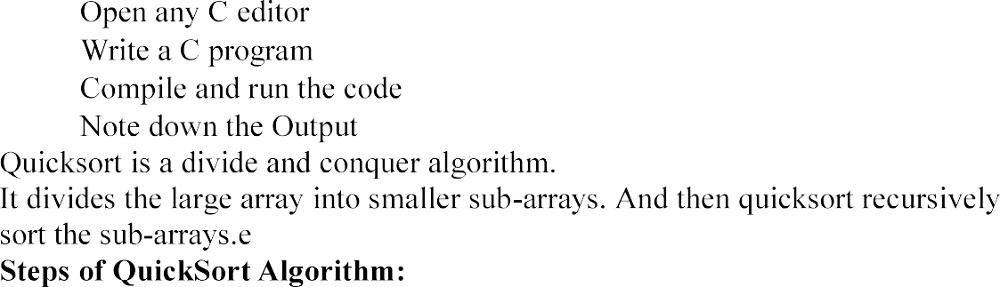 Open any C editor
Write a C program
Compile and run the code
Note down the Output
Quicksort is a divide and conquer algorithm.
It divides the large array into smaller sub-arrays. And then quicksort recursively
sort the sub-arrays.e
Steps of QuickSort Algorithm: